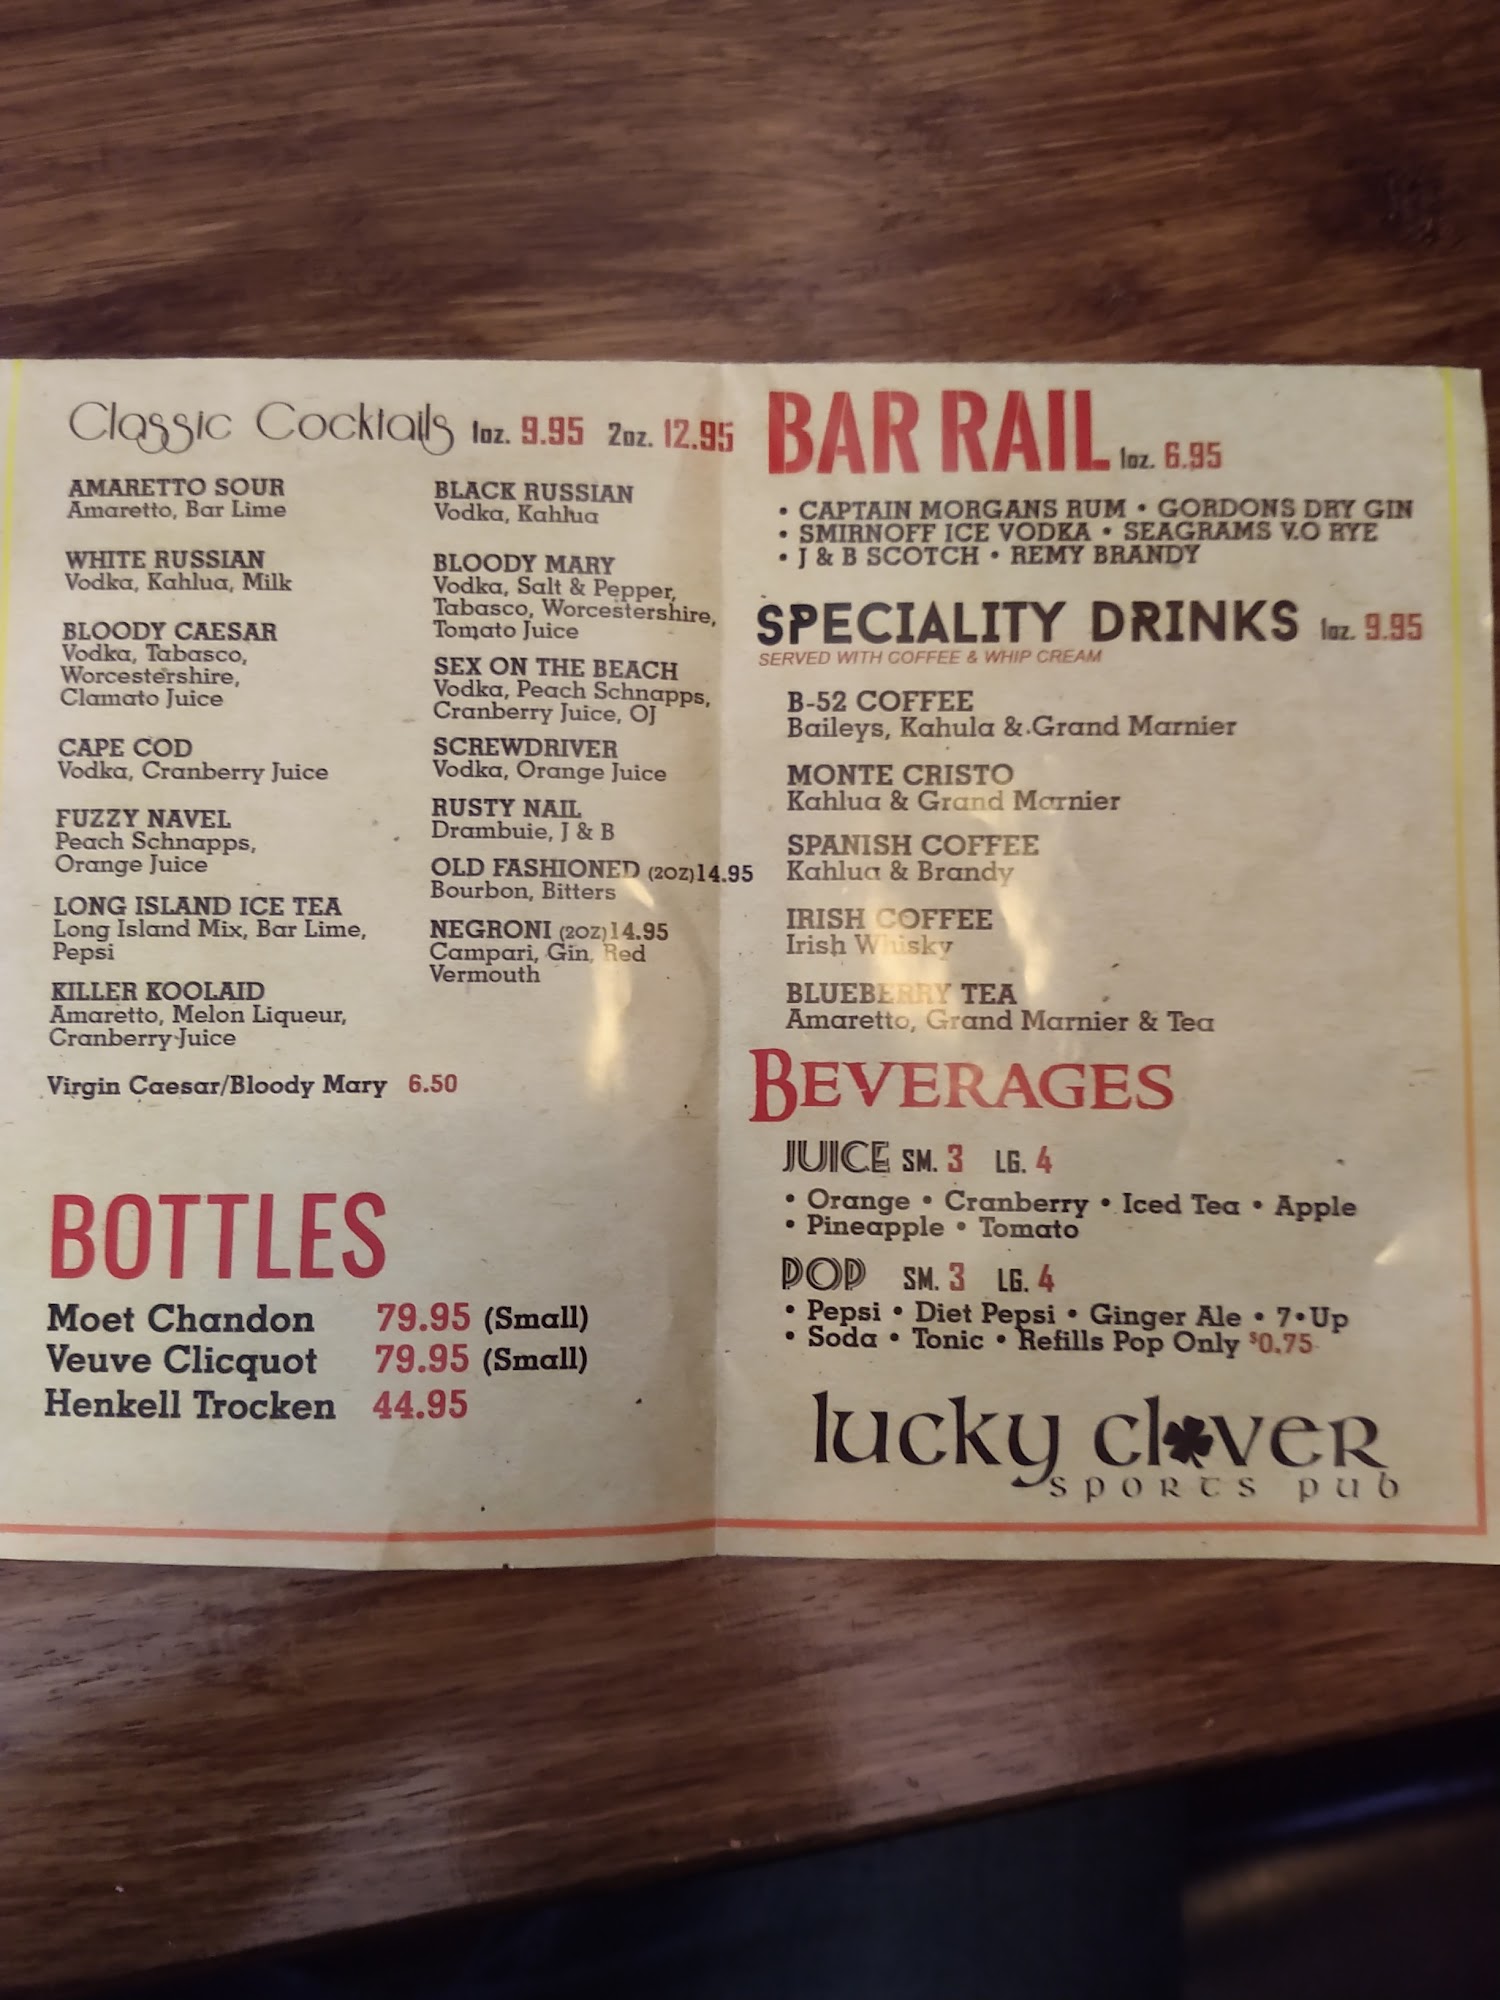 Classic Cocktails 1oz. 9.95 2oz. 12.95
AMARETTO SOUR
Amaretto, Bar Lime
WHITE RUSSIAN
Vodka, Kahlua, Milk
BLOODY CAESAR
Vodka, Tabasco,
Worcestershire,
Clamato Juice
CAPE COD
Vodka, Cranberry Juice
FUZZY NAVEL
Peach Schnapps,
Orange Juice
LONG ISLAND ICE TEA
Long Island Mix, Bar Lime,
Pepsi
KILLER KOOLAID
Amaretto, Melon Liqueur,
Cranberry Juice
Virgin Caesar/Bloody Mary 6.50
BLACK RUSSIAN
Vodka, Kahlua
BLOODY MARY
Vodka, Salt & Pepper,
Tabasco, Worcestershire,
Tomato Juice
SEX ON THE BEACH
Vodka, Peach Schnapps,
Cranberry Juice, OJ
SCREWDRIVER
Vodka, Orange Juice
RUSTY NAIL
Drambuie, J & B
OLD FASHIONED (2OZ)14.95
Bourbon, Bitters
NEGRONI (2OZ)14.95
Campari, Gin, Red
Vermouth
BOTTLES
Moet Chandon 79.95 (Small)
Veuve Clicquot 79.95 (Small)
Henkell Trocken 44.95
BAR RAIL 1oz. 6.95
• CAPTAIN MORGANS RUM • GORDONS DRY GIN
• SMIRNOFF ICE VODKA • SEAGRAMS V.O RYE
• J & B SCOTCH • REMY BRANDY
SPECIALITY DRINKS 1oz. 9.95
SERVED WITH COFFEE & WHIP CREAM
B-52 COFFEE
Baileys, Kahula & Grand Marnier
MONTE CRISTO
Kahlua & Grand Marnier
SPANISH COFFEE
Kahlua & Brandy
IRISH COFFEE
Irish Whisky
BLUEBERRY TEA
Amaretto, Grand Marnier & Tea
BEVERAGES
JUICE SM. 3 LG. 4
• Orange • Cranberry • Iced Tea • Apple
• Pineapple • Tomato
POP SM. 3 LG. 4
• Pepsi • Diet Pepsi • Ginger Ale • 7•Up
• Soda • Tonic • Refills Pop Only $0.75
lucky clover
sports pub